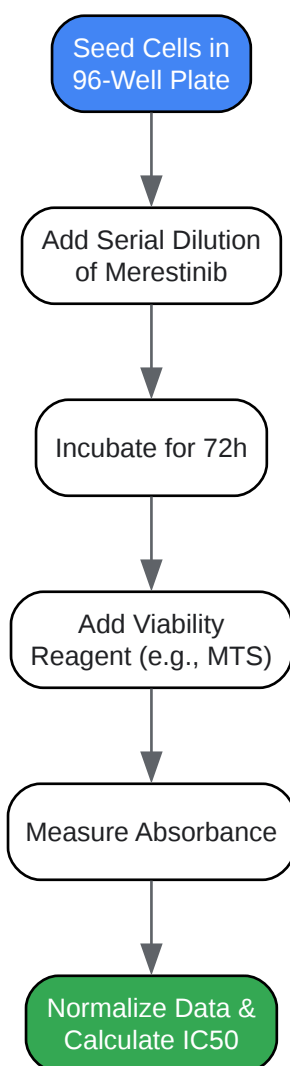 Seed Cells in
96-Well Plate
Add Serial Dilution
of Merestinib
Incubate for 72h
Add Viability
Reagent (e.g., MTS)
Measure Absorbance
Normalize Data &
Calculate IC50